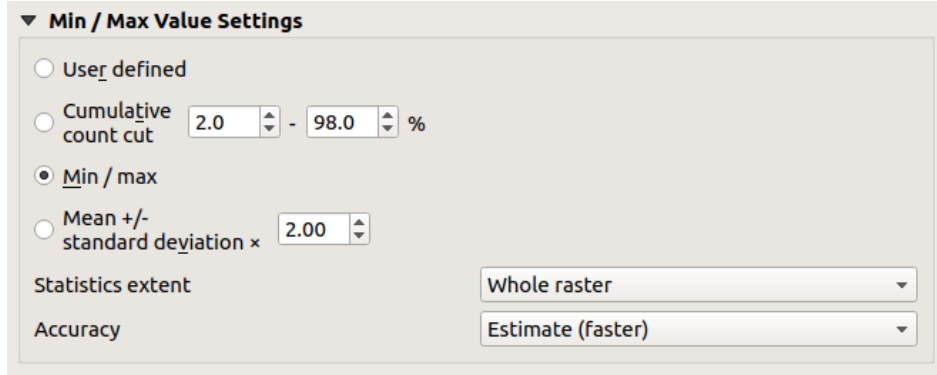 Min / Max Value Settings
User defined
Cumulative
count cut 2.0 - 98.0 %
Min / max
Mean +/-
standard deviation × 2.00
Statistics extent Whole raster
Accuracy Estimate (faster)